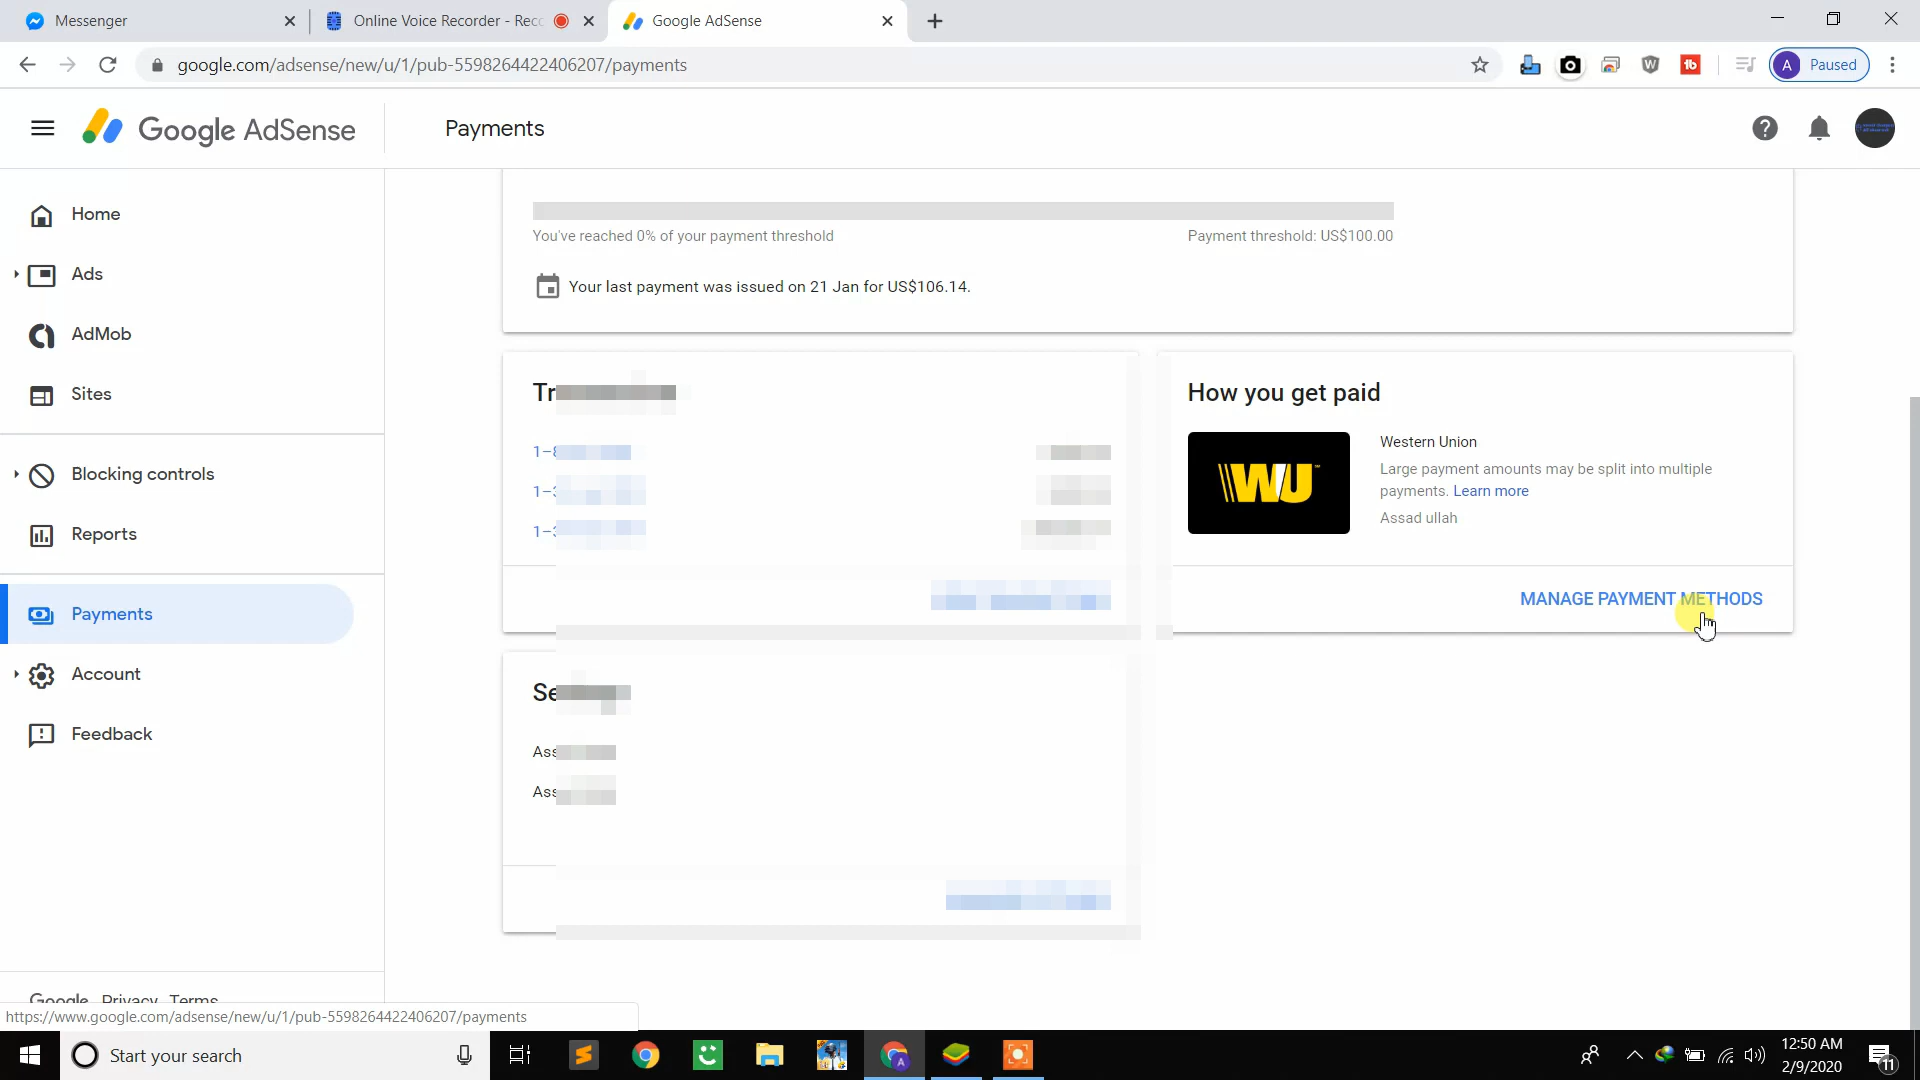 Messenger
Online Voice Recorder - Rec
Google AdSense
google.com/adsense/new/u/1/pub-5598264422406207/payments
A Paused
Google AdSense
Payments
Home
Ads
AdMob
Sites
Blocking controls
Reports
Payments
Account
Feedback
Google Privacy Terms
You've reached 0% of your payment threshold
Payment threshold: US$100.00
Your last payment was issued on 21 Jan for US$106.14.
How you get paid
WU
Western Union
Large payment amounts may be split into multiple
payments. Learn more
Assad ullah
MANAGE PAYMENT METHODS
https://www.google.com/adsense/new/u/1/pub-5598264422406207/payments
Start your search
12:50 AM
2/9/2020
11